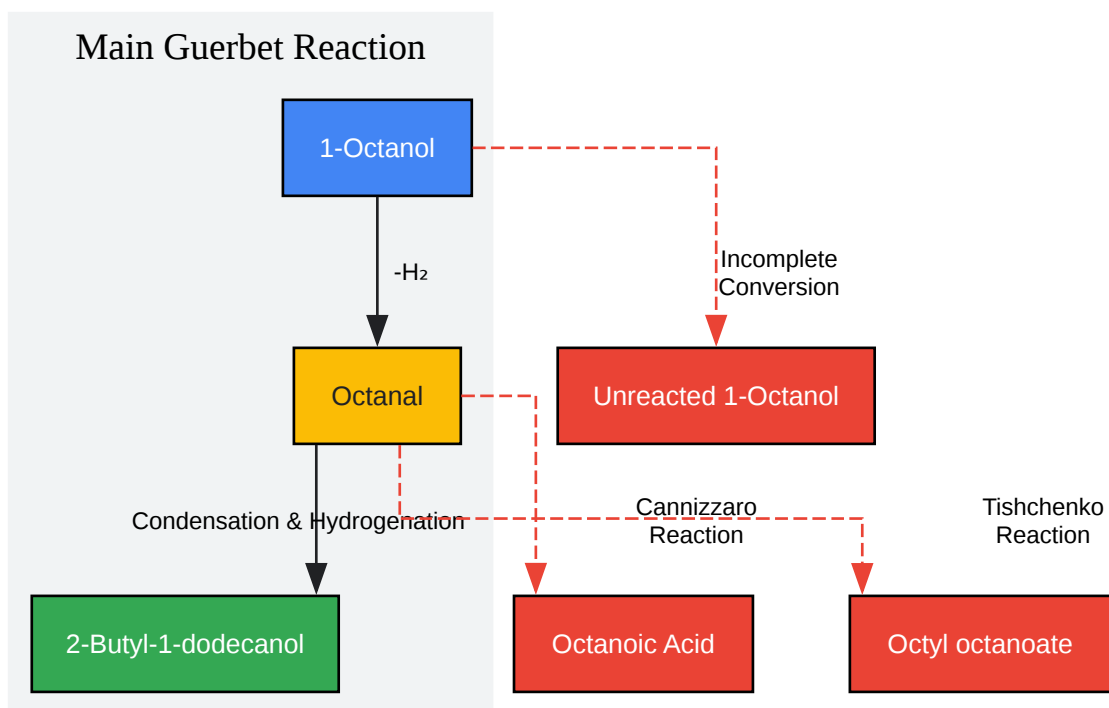 Main Guerbet Reaction
1-Octanol
-H₂
Incomplete
Conversion
Octanal
Unreacted 1-Octanol
Condensation & Hydrogenation
Cannizzaro
Reaction
Tishchenko
Reaction
2-Butyl-1-dodecanol
Octanoic Acid
Octyl octanoate